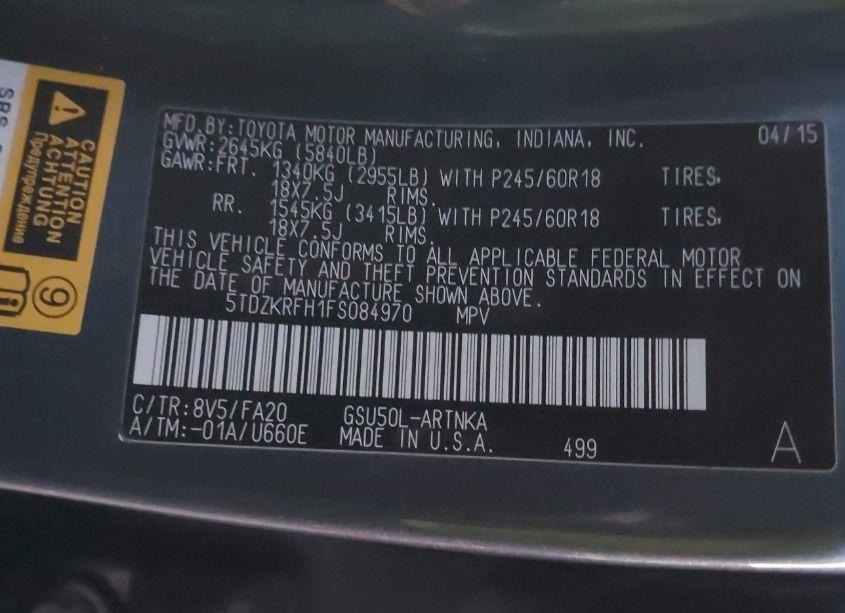 MFD.BY:TOYOTA MOTOR MANUFACTURING, INDIANA, INC. 04/15
GVWR:2645KG (5840LB)
GAWR:FRT. 1340KG (2955LB) WITH P245/60R18 TIRES,
18X7.5J RIMS.
RR. 1545KG (3415LB) WITH P245/60R18 TIRES,
18X7.5J RIMS.
THIS VEHICLE CONFORMS TO ALL APPLICABLE FEDERAL MOTOR
VEHICLE SAFETY AND THEFT PREVENTION STANDARDS IN EFFECT ON
THE DATE OF MANUFACTURE SHOWN ABOVE.
5TDZKRFH1FS084970 MPV
C/TR:8V5/FA20 GSU50L-ARTNKA
A/TM:-01A/U660E MADE IN U.S.A. 499
A
CAUTION
ATTENTION
ACHTUNG
Предупреждение
9
SRS